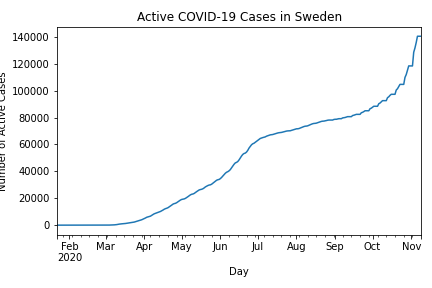 Active COVID-19 Cases in Sweden
140000
120000
100000
80000
60000
40000
20000
0
Number of Active Cases
Feb Mar Apr May Jun Jul Aug Sep Oct Nov
2020
Day